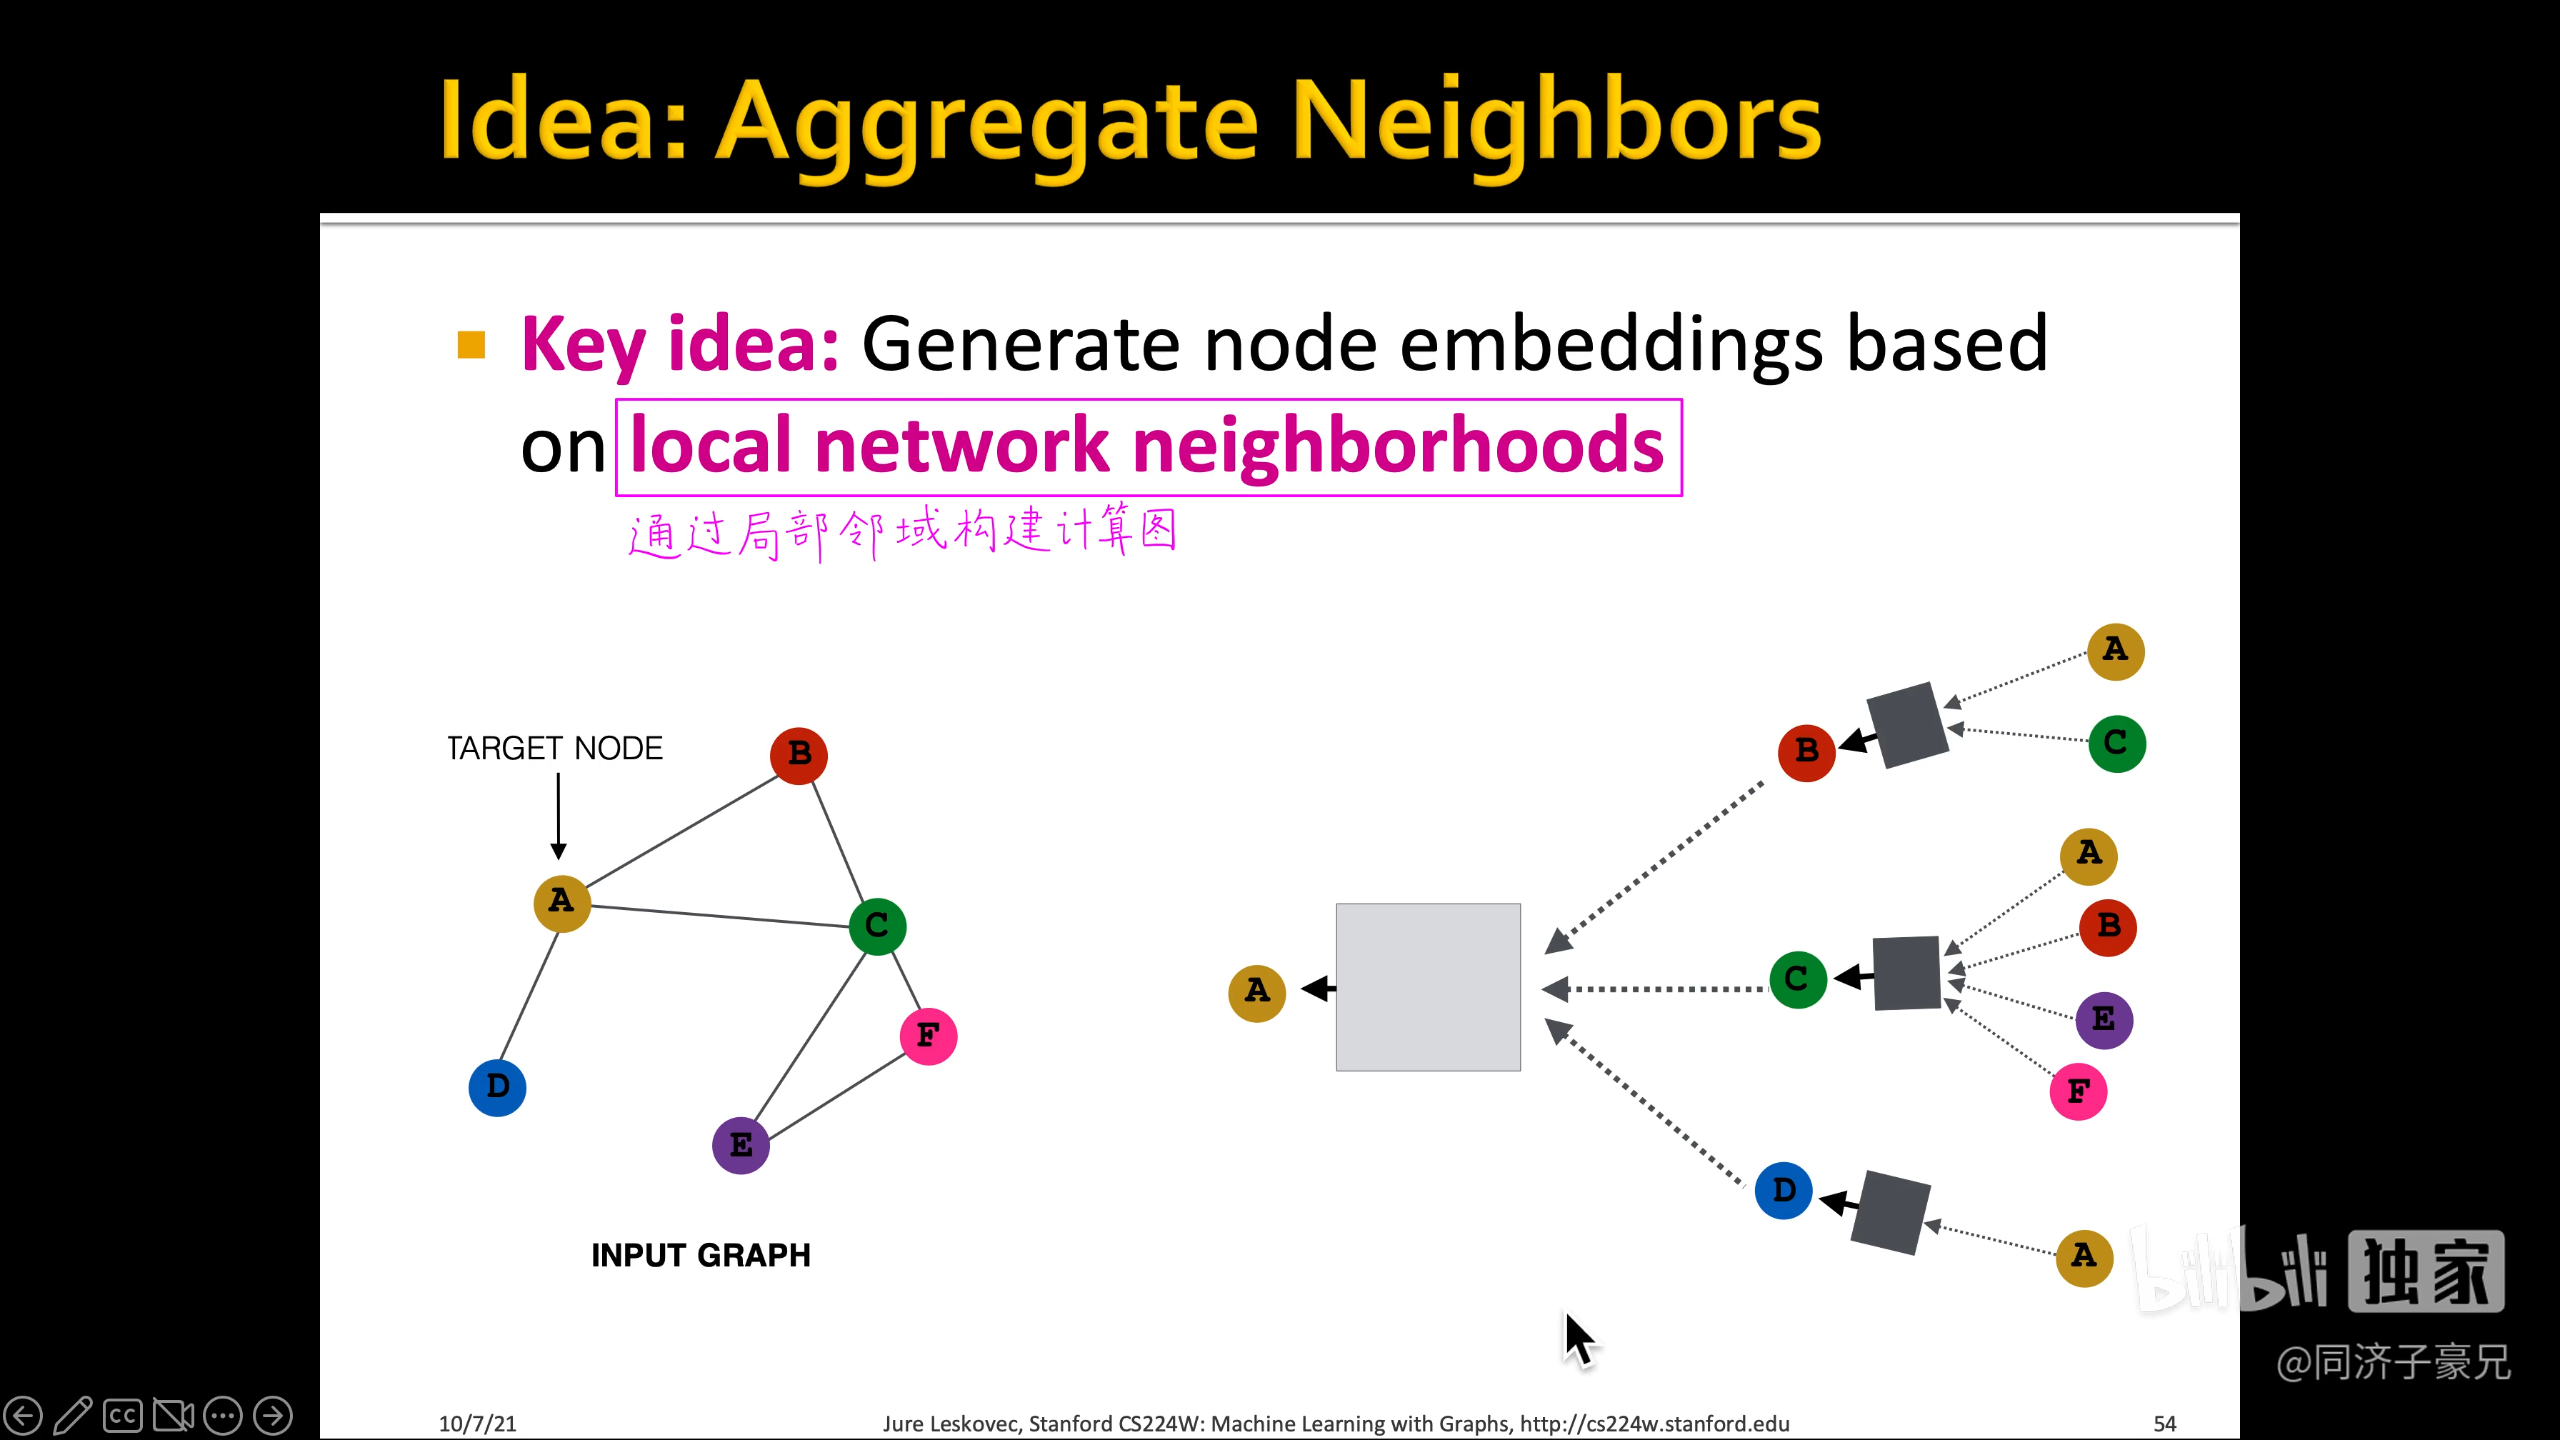 Idea: Aggregate Neighbors
Key idea: Generate node embeddings based
on local network neighborhoods
通过局部邻域构建计算图
TARGET NODE
B
A
C
F
D
E
INPUT GRAPH
A
B
C
D
A
C
A
B
E
F
A
bilibili 独家
@同济子豪兄
CC
10/7/21
Jure Leskovec, Stanford CS224W: Machine Learning with Graphs, http://cs224w.stanford.edu
54